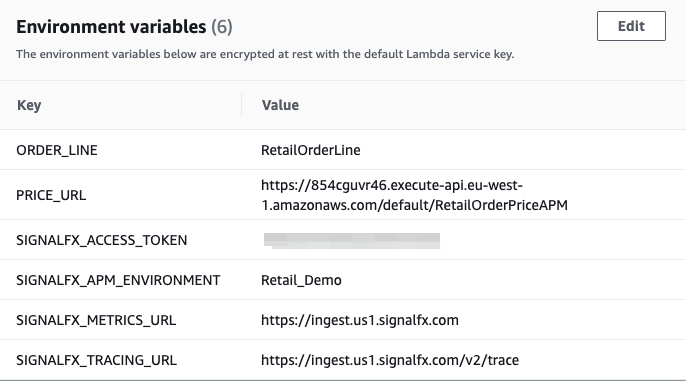 Environment variables (6)
Edit
The environment variables below are encrypted at rest with the default Lambda service key.
Key Value
ORDER_LINE RetailOrderLine
PRICE_URL https://854cguvr46.execute-api.eu-west-
1.amazonaws.com/default/RetailOrderPriceAPM
SIGNALFX_ACCESS_TOKEN
SIGNALFX_APM_ENVIRONMENT Retail_Demo
SIGNALFX_METRICS_URL https://ingest.us1.signalfx.com
SIGNALFX_TRACING_URL https://ingest.us1.signalfx.com/v2/trace